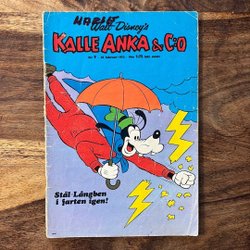 Walt Disney's
KALLE ANKA & C:O
Stål-Långben
i farten igen!